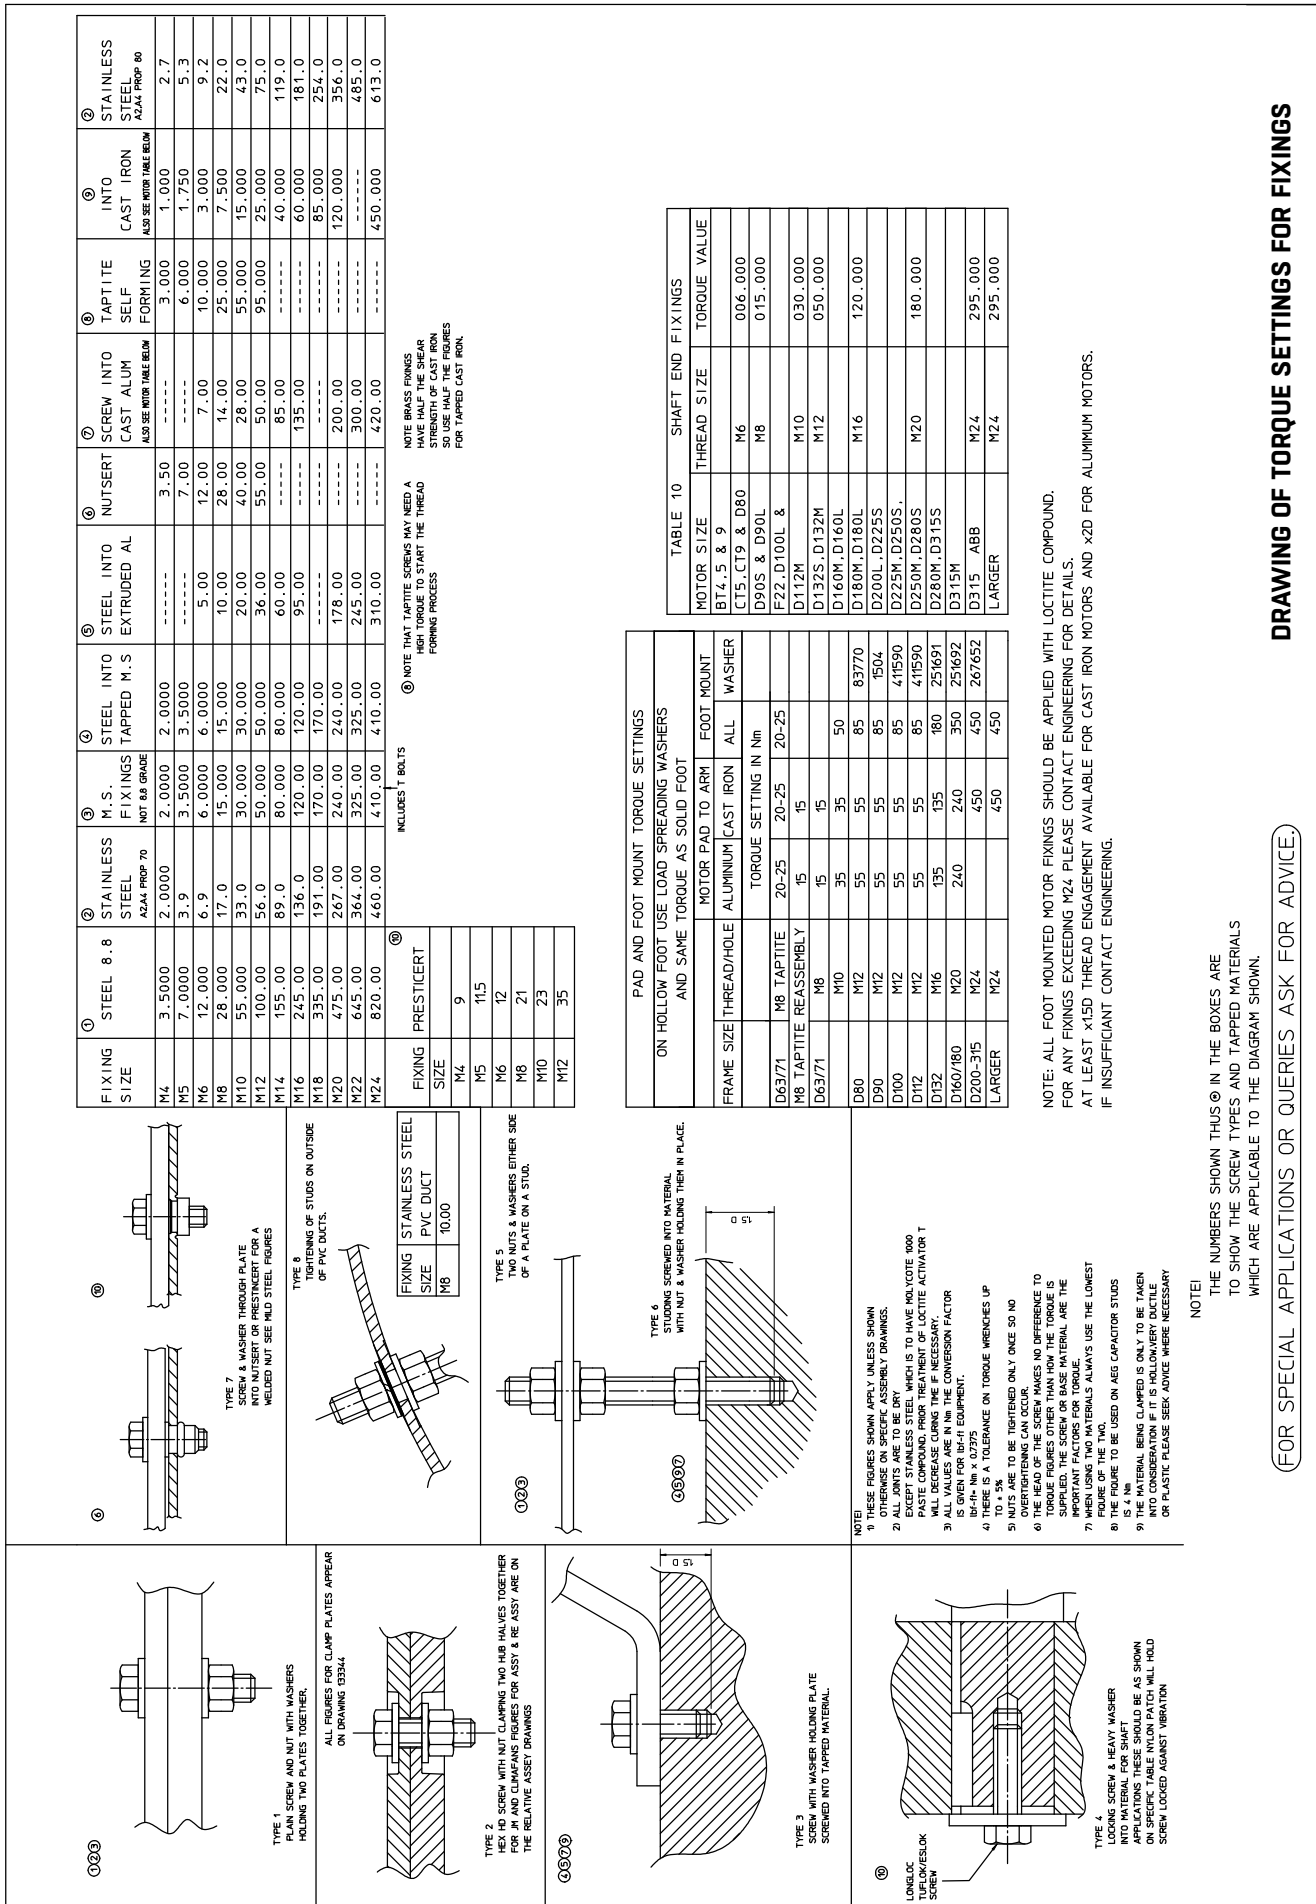 ①②③
TYPE 1
PLAIN SCREW AND NUT WITH WASHERS
HOLDING TWO PLATES TOGETHER.
ALL FIGURES FOR CLAMP PLATES APPEAR
ON DRAWING 133344
TYPE 2
HEX HD SCREW WITH NUT CLAMPING TWO HUB HALVES TOGETHER
FOR JM AND CLIMAFANS FIGURES FOR ASSY & RE ASSY ARE ON
THE RELATIVE ASSEY DRAWINGS
④⑤⑦⑨
1.5 D
TYPE 3
SCREW WITH WASHER HOLDING PLATE
SCREWED INTO TAPPED MATERIAL.
⑩
LONGLOC
TUFLOK/ESLOK
SCREW
TYPE 4
LOCKING SCREW & HEAVY WASHER
INTO MATERIAL FOR SHAFT
APPLICATIONS THESE SHOULD BE AS SHOWN
ON SPECIFIC TABLE NYLON PATCH WILL HOLD
SCREW LOCKED AGAINST VIBRATION
⑥
⑩
TYPE 7
SCREW & WASHER THROUGH PLATE
INTO NUTSERT OR PRESTINCERT FOR A
WELDED NUT SEE MILD STEEL FIGURES
TYPE 8
TIGHTENING OF STUDS ON OUTSIDE
OF PVC DUCTS.
FIXING STAINLESS STEEL
SIZE PVC DUCT
M8 10.00
①②③
TYPE 5
TWO NUTS & WASHERS EITHER SIDE
OF A PLATE ON A STUD.
④⑤⑨⑦
TYPE 6
STUDDING SCREWED INTO MATERIAL
WITH NUT & WASHER HOLDING THEM IN PLACE.
1.5 D
NOTE!
1) THESE FIGURES SHOWN APPLY UNLESS SHOWN
OTHERWISE ON SPECIFIC ASSEMBLY DRAWINGS.
2) ALL JOINTS ARE TO BE DRY
EXCEPT STAINLESS STEEL WHICH IS TO HAVE MOLYCOTE 1000
PASTE COMPOUND, PRIOR TREATMENT OF LOCTITE ACTIVATOR T
WILL DECREASE CURING TIME IF NECESSARY.
3) ALL VALUES ARE IN Nm THE CONVERSION FACTOR
IS GIVEN FOR lbf-ft EQUIPMENT.
lbf-ft= Nm x 0.7375
4) THERE IS A TOLERANCE ON TORQUE WRENCHES UP
TO ± 5%
5) NUTS ARE TO BE TIGHTENED ONLY ONCE SO NO
OVERTIGHTENING CAN OCCUR.
6) THE HEAD OF THE SCREW MAKES NO DIFFERENCE TO
TORQUE FIGURES OTHER THAN HOW THE TORQUE IS
SUPPLIED. THE SCREW OR BASE MATERIAL ARE THE
IMPORTANT FACTORS FOR TORQUE.
7) WHEN USING TWO MATERIALS ALWAYS USE THE LOWEST
FIGURE OF THE TWO.
8) THE FIGURE TO BE USED ON AEG CAPACITOR STUDS
IS 4 Nm
9) THE MATERIAL BEING CLAMPED IS ONLY TO BE TAKEN
INTO CONSIDERATION IF IT IS HOLLOW,VERY DUCTILE
OR PLASTIC PLEASE SEEK ADVICE WHERE NECESSARY
① ② ③ ④ ⑤ ⑥ ⑦ ⑧ ⑨ ②
FIXING STEEL 8.8 STAINLESS M.S. STEEL INTO STEEL INTO NUTSERT SCREW INTO TAPTITE INTO STAINLESS
SIZE STEEL FIXINGS TAPPED M.S EXTRUDED AL CAST ALUM SELF CAST IRON STEEL
A2,A4 PROP 70 NOT 8.8 GRADE ALSO SEE MOTOR TABLE BELOW FORMING ALSO SEE MOTOR TABLE BELOW A2,A4 PROP 80
M4 3.5000 2.0000 2.0000 2.0000 ------ 3.50 ----- 3.000 1.000 2.7
M5 7.0000 3.9 3.5000 3.5000 ------ 7.00 ----- 6.000 1.750 5.3
M6 12.000 6.9 6.0000 6.0000 5.00 12.00 7.00 10.000 3.000 9.2
M8 28.000 17.0 15.000 15.000 10.00 28.00 14.00 25.000 7.500 22.0
M10 55.000 33.0 30.000 30.000 20.00 40.00 28.00 55.000 15.000 43.0
M12 100.00 56.0 50.000 50.000 36.00 55.00 50.00 95.000 25.000 75.0
M14 155.00 89.0 80.000 80.000 60.00 ----- 85.00 ----- 40.000 119.0
M16 245.00 136.0 120.00 120.00 95.00 ----- 135.00 ----- 60.000 181.0
M18 335.00 191.00 170.00 170.00 ------ ----- ----- ----- 85.000 254.0
M20 475.00 267.00 240.00 240.00 178.00 ----- 200.00 ----- 120.000 356.0
M22 645.00 364.00 325.00 325.00 245.00 ----- 300.00 ----- ----- 485.0
M24 820.00 460.00 410.00 410.00 310.00 ----- 420.00 ----- 450.000 613.0
INCLUDES T BOLTS
⑧ NOTE THAT TAPTITE SCREWS MAY NEED A
HIGH TORQUE TO START THE THREAD
FORMING PROCESS
NOTE BRASS FIXINGS
HAVE HALF THE SHEAR
STRENGTH OF CAST IRON
SO USE HALF THE FIGURES
FOR TAPPED CAST IRON.
⑩
FIXING PRESTICERT
SIZE
M4 9
M5 11.5
M6 12
M8 21
M10 23
M12 35
PAD AND FOOT MOUNT TORQUE SETTINGS
ON HOLLOW FOOT USE LOAD SPREADING WASHERS
AND SAME TORQUE AS SOLID FOOT
MOTOR PAD TO ARM FOOT MOUNT
FRAME SIZE THREAD/HOLE ALUMINIUM CAST IRON ALL WASHER
TORQUE SETTING IN Nm
D63/71 M8 TAPTITE 20-25 20-25 20-25
M8 TAPTITE REASSEMBLY 15 15
D63/71 M8 15 15
M10 35 35 50
D80 M12 55 55 85 83770
D90 M12 55 55 85 1504
D100 M12 55 55 85 411590
D112 M12 55 55 85 411590
D132 M16 135 135 180 251691
D160/180 M20 240 240 350 251692
D200-315 M24 450 450 267652
LARGER M24 450 450
TABLE 10 SHAFT END FIXINGS
MOTOR SIZE THREAD SIZE TORQUE VALUE
BT4.5 & 9
CT5.CT9 & D80 M6 006.000
D90S & D90L M8 015.000
F22.D100L &
D112M M10 030.000
D132S.D132M M12 050.000
D160M.D160L
D180M.D180L M16 120.000
D200L.D225S
D225M.D250S.
D250M.D280S M20 180.000
D280M.D315S
D315M
D315 ABB M24 295.000
LARGER M24 295.000
NOTE: ALL FOOT MOUNTED MOTOR FIXINGS SHOULD BE APPLIED WITH LOCTITE COMPOUND.
FOR ANY FIXINGS EXCEEDING M24 PLEASE CONTACT ENGINEERING FOR DETAILS.
AT LEAST x1.5D THREAD ENGAGEMENT AVAILABLE FOR CAST IRON MOTORS AND x2D FOR ALUMIMUM MOTORS.
IF INSUFFICIANT CONTACT ENGINEERING.
NOTE!
THE NUMBERS SHOWN THUS ⑧ IN THE BOXES ARE
TO SHOW THE SCREW TYPES AND TAPPED MATERIALS
WHICH ARE APPLICABLE TO THE DIAGRAM SHOWN.
FOR SPECIAL APPLICATIONS OR QUERIES ASK FOR ADVICE.
DRAWING OF TORQUE SETTINGS FOR FIXINGS